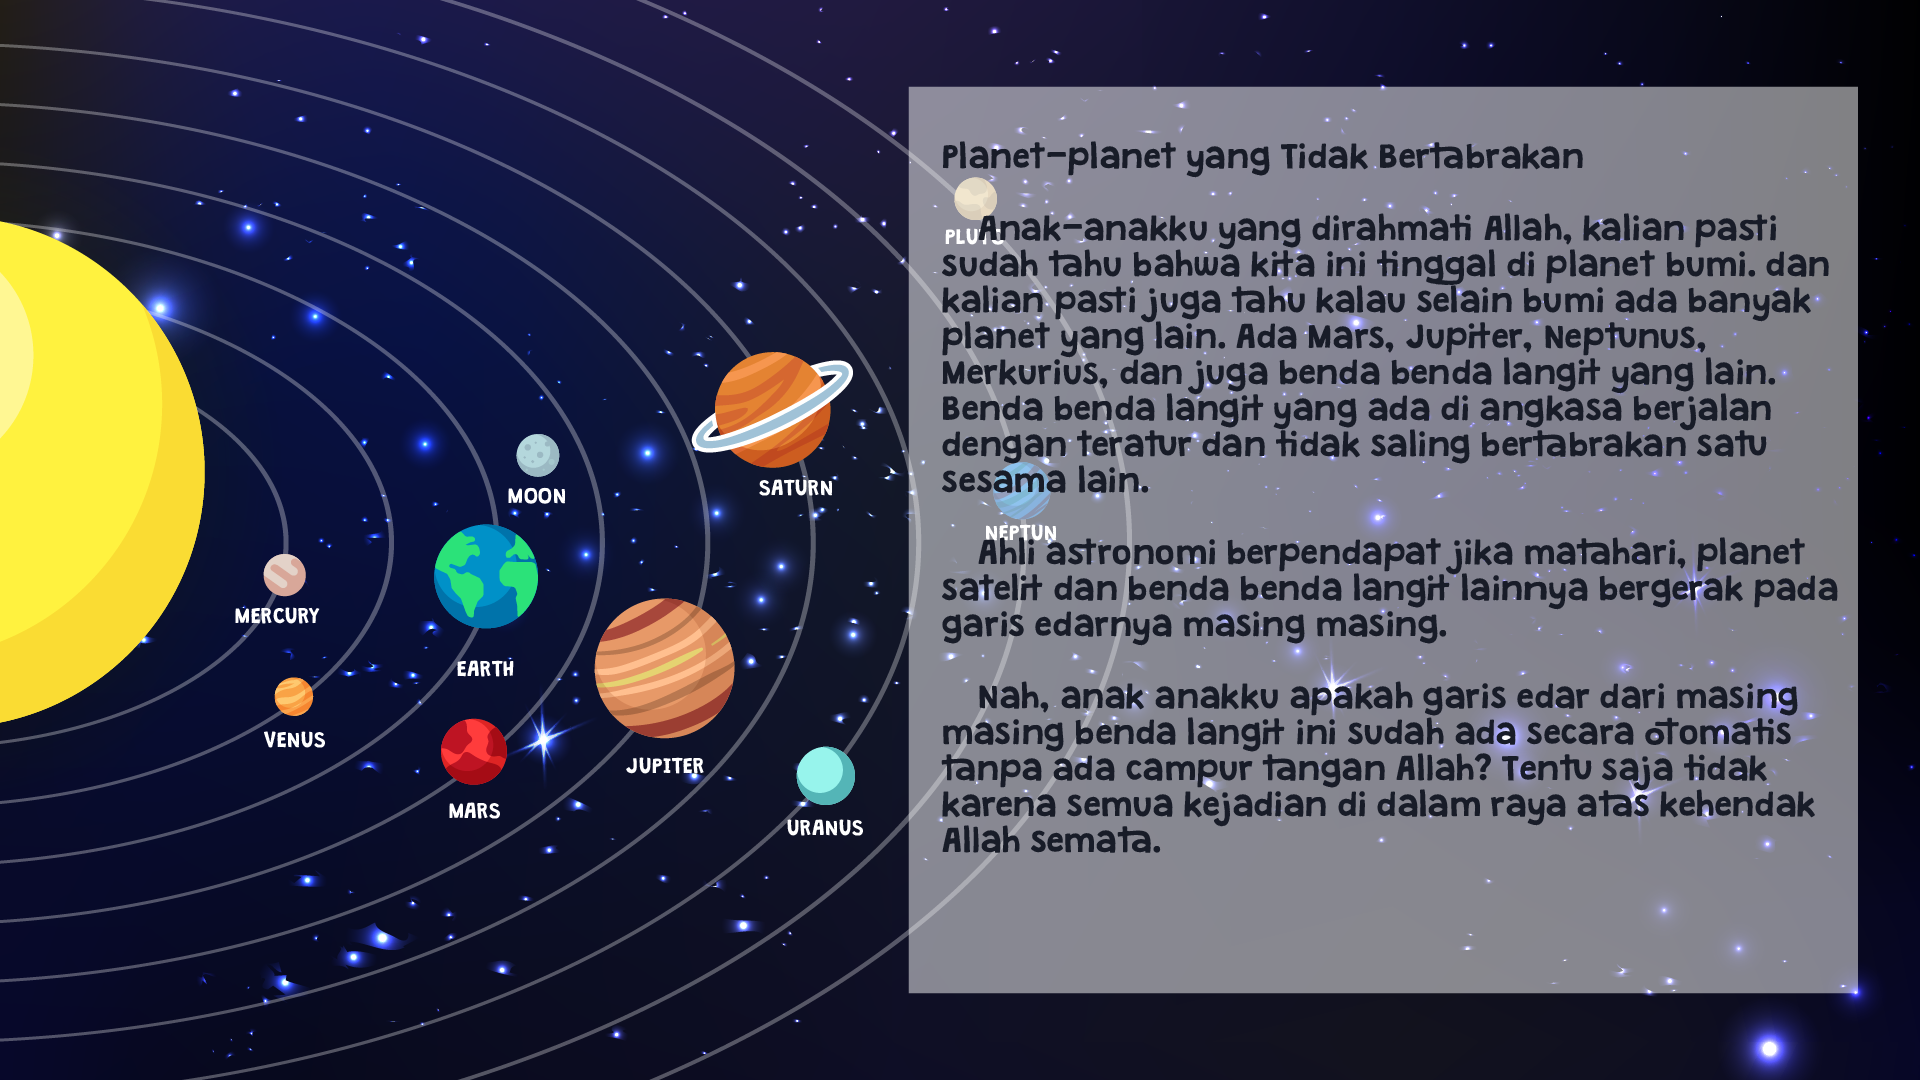 Planet-planet yang Tidak Bertabrakan
Anak-anakku yang dirahmati Allah, kalian pasti
sudah tahu bahwa kita ini tinggal di planet bumi. dan
kalian pasti juga tahu kalau selain bumi ada banyak
planet yang lain. Ada Mars, Jupiter, Neptunus,
Merkurius, dan juga benda benda langit yang lain.
Benda benda langit yang ada di angkasa berjalan
dengan teratur dan tidak saling bertabrakan satu
sesama lain.
Ahli astronomi berpendapat jika matahari, planet
satelit dan benda benda langit lainnya bergerak pada
garis edarnya masing masing.
Nah, anak anakku apakah garis edar dari masing
masing benda langit ini sudah ada secara otomatis
tanpa ada campur tangan Allah? Tentu saja tidak
karena semua kejadian di dalam raya atas kehendak
Allah semata.
PLUTO
NEPTUN
SATURN
MOON
MERCURY
EARTH
VENUS
JUPITER
MARS
URANUS